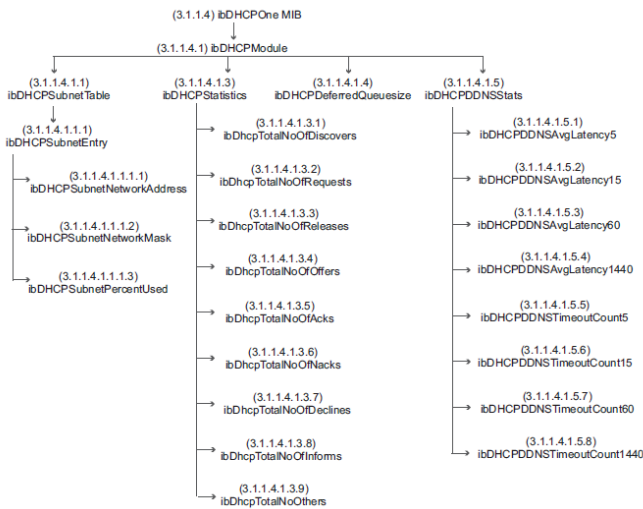 (3.1.1.4) ibDHCPOne MIB
(3.1.1.4.1) ibDHCPModule
(3.1.1.4.1.1)
ibDHCPSubnetTable
(3.1.1.4.1.1.1)
ibDHCPSubnetEntry
(3.1.1.4.1.1.1.1)
ibDHCPSubnetNetworkAddress
(3.1.1.4.1.1.1.2)
ibDHCPSubnetNetworkMask
(3.1.1.4.1.1.1.3)
ibDHCPSubnetPercentUsed
(3.1.1.4.1.3)
ibDHCPStatistics
(3.1.1.4.1.3.1)
ibDhcpTotalNoOfDiscovers
(3.1.1.4.1.3.2)
ibDhcpTotalNoOfRequests
(3.1.1.4.1.3.3)
ibDhcpTotalNoOfReleases
(3.1.1.4.1.3.4)
ibDhcpTotalNoOfOffers
(3.1.1.4.1.3.5)
ibDhcpTotalNoOfAcks
(3.1.1.4.1.3.6)
ibDhcpTotalNoOfNacks
(3.1.1.4.1.3.7)
ibDhcpTotalNoOfDeclines
(3.1.1.4.1.3.8)
ibDhcpTotalNoOfInforms
(3.1.1.4.1.3.9)
ibDhcpTotalNoOthers
(3.1.1.4.1.4)
ibDHCPDeferredQueuesize
(3.1.1.4.1.5)
ibDHCPDDNSStats
(3.1.1.4.1.5.1)
ibDHCPDDNSAvgLatency5
(3.1.1.4.1.5.2)
ibDHCPDDNSAvgLatency15
(3.1.1.4.1.5.3)
ibDHCPDDNSAvgLatency60
(3.1.1.4.1.5.4)
ibDHCPDDNSAvgLatency1440
(3.1.1.4.1.5.5)
ibDHCPDDNSTimeoutCount5
(3.1.1.4.1.5.6)
ibDHCPDDNSTimeoutCount15
(3.1.1.4.1.5.7)
ibDHCPDDNSTimeoutCount60
(3.1.1.4.1.5.8)
ibDHCPDDNSTimeoutCount1440